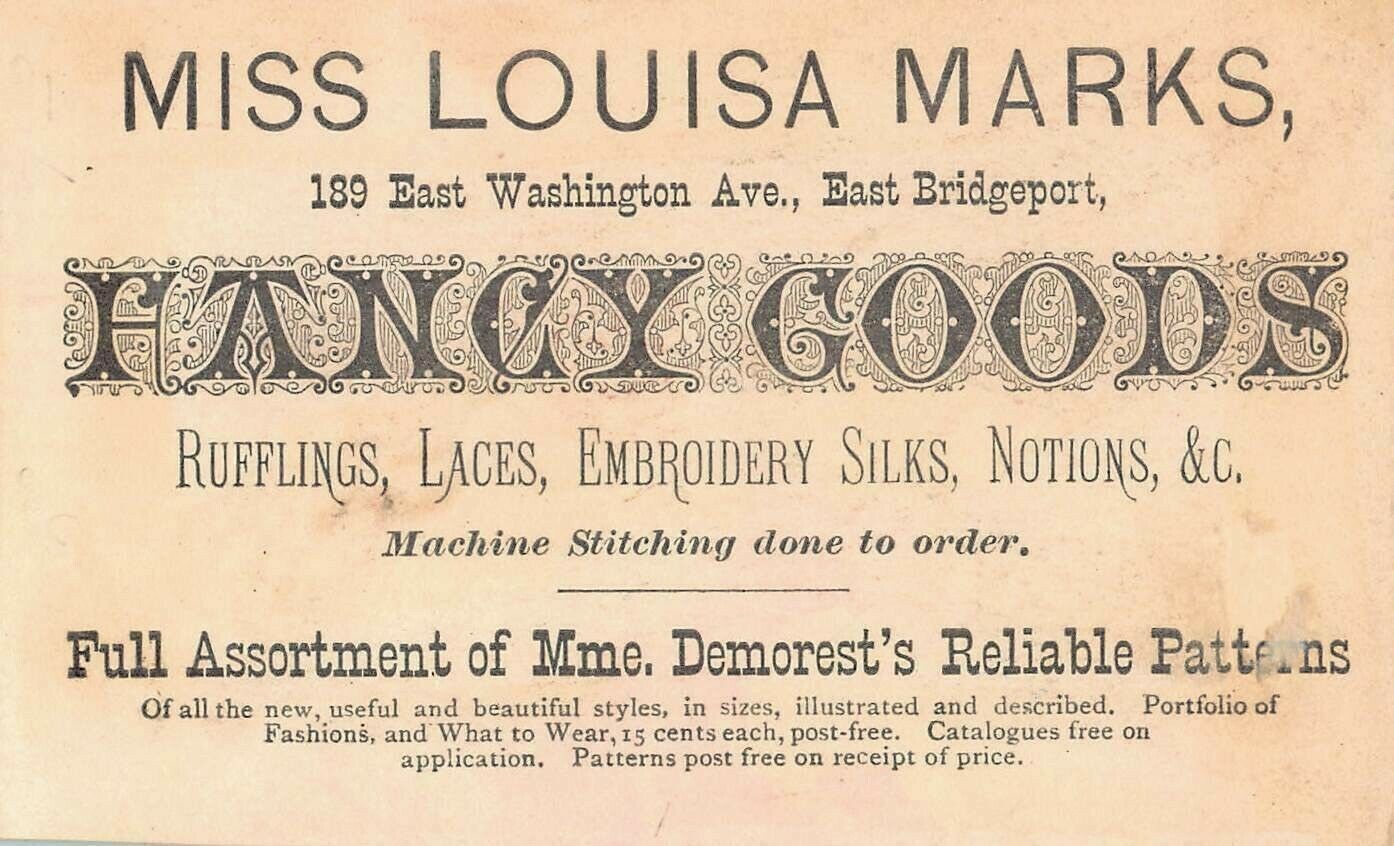 MISS LOUISA MARKS,
189 East Washington Ave., East Bridgeport,
FANCY GOODS
RUFFLINGS, LACES, EMBROIDERY SILKS, NOTIONS, &C.
Machine Stitching done to order.
Full Assortment of Mme. Demorest's Reliable Patterns
Of all the new, useful and beautiful styles, in sizes, illustrated and described. Portfolio of
Fashions, and What to Wear, 15 cents each, post-free. Catalogues free on
application. Patterns post free on receipt of price.